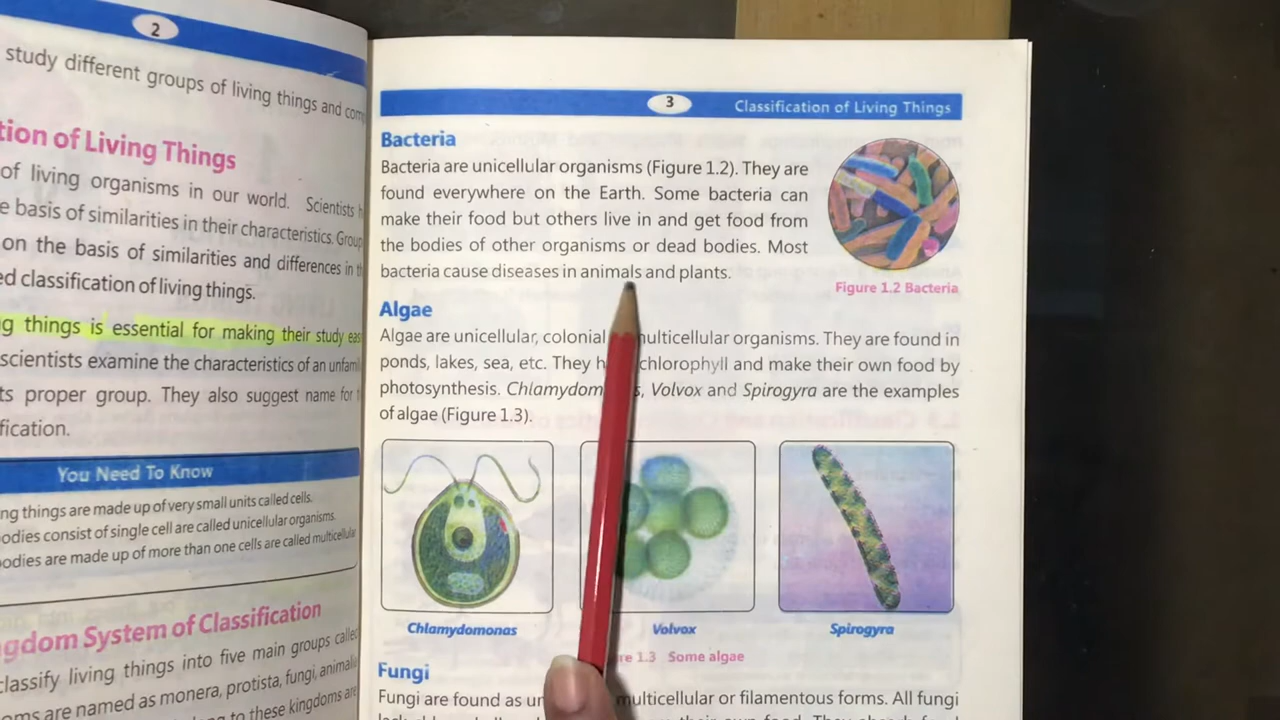 2
study different groups of living things and
tion of Living Things
of living organisms in our world. Scientists
e basis of similarities in their characteristics.
on the basis of similarities and differences in
ed classification of living things.
g things is essential for making their study
scientists examine the characteristics of an
ts proper group. They also suggest name for
fication.
You Need To Know
ng things are made up of very small units called cells.
odies consist of single cell are called unicellular organisms.
odies are made up of more than one cells are called multicellular
gdom System of Classification
classify living things into five main groups
oms are named as monera, protista, fungi,
to these kingdoms are
3
Classification of Living Things
Bacteria
Bacteria are unicellular organisms (Figure 1.2). They are
found everywhere on the Earth. Some bacteria can
make their food but others live in and get food from
the bodies of other organisms or dead bodies. Most
bacteria cause diseases in animals and plants.
Figure 1.2 Bacteria
Algae
Algae are unicellular, colonial multicellular organisms. They are found in
ponds, lakes, sea, etc. They chlorophyll and make their own food by
photosynthesis. Chlamydom s, Volvox and Spirogyra are the examples
of algae (Figure 1.3).
Chlamydomonas
Volvox
Spirogyra
re 1.3 Some algae
Fungi
Fungi are found as multicellular or filamentous forms. All fungi